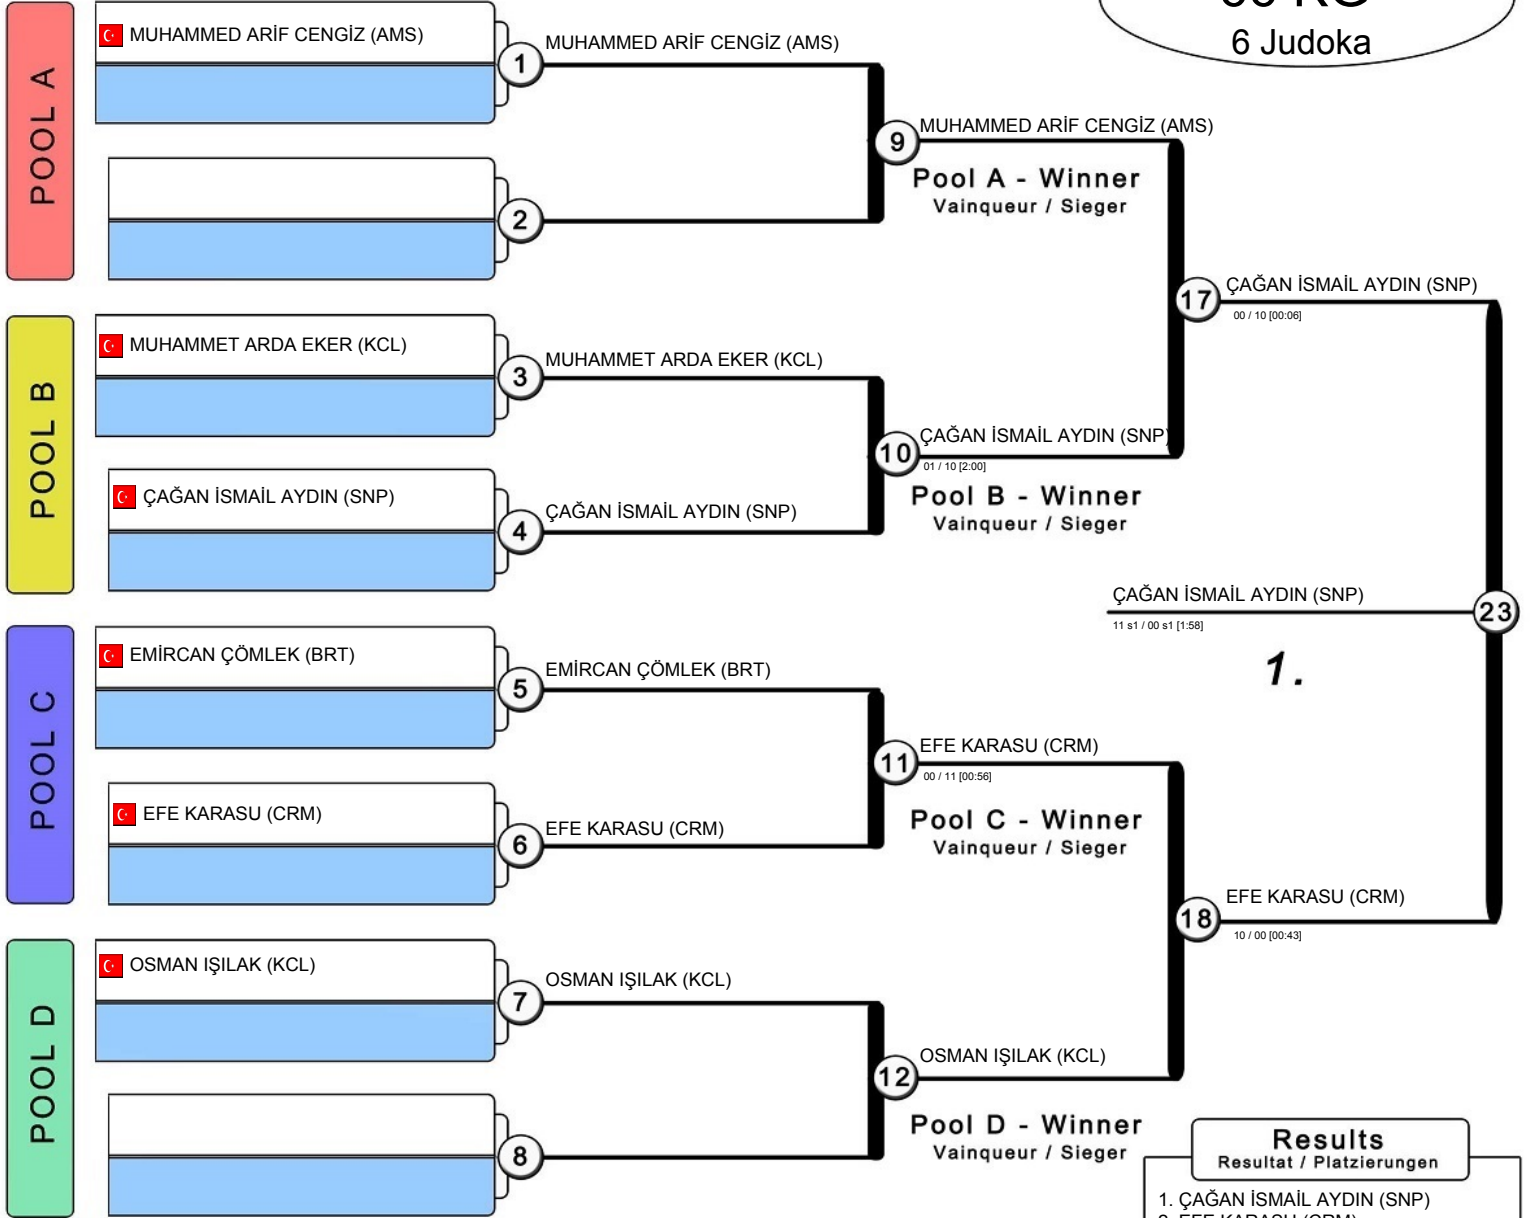 6 Judoka
POOL A
MUHAMMED ARİF CENGİZ (AMS)
1
MUHAMMED ARİF CENGİZ (AMS)
2
9
MUHAMMED ARİF CENGİZ (AMS)
Pool A - Winner
Vainqueur / Sieger
POOL B
MUHAMMET ARDA EKER (KCL)
3
MUHAMMET ARDA EKER (KCL)
ÇAĞAN İSMAİL AYDIN (SNP)
4
ÇAĞAN İSMAİL AYDIN (SNP)
10
ÇAĞAN İSMAİL AYDIN (SNP)
01 / 10 [2:00]
Pool B - Winner
Vainqueur / Sieger
17
ÇAĞAN İSMAİL AYDIN (SNP)
00 / 10 [00:06]
POOL C
EMİRCAN ÇÖMLEK (BRT)
5
EMİRCAN ÇÖMLEK (BRT)
EFE KARASU (CRM)
6
EFE KARASU (CRM)
11
EFE KARASU (CRM)
00 / 11 [00:56]
Pool C - Winner
Vainqueur / Sieger
POOL D
OSMAN IŞILAK (KCL)
7
OSMAN IŞILAK (KCL)
8
12
OSMAN IŞILAK (KCL)
Pool D - Winner
Vainqueur / Sieger
18
EFE KARASU (CRM)
10 / 00 [00:43]
ÇAĞAN İSMAİL AYDIN (SNP)
23
11 s1 / 00 s1 [1:58]
1.
Results
Resultat / Platzierungen
1. ÇAĞAN İSMAİL AYDIN (SNP)
2. EFE KARASU (CRM)